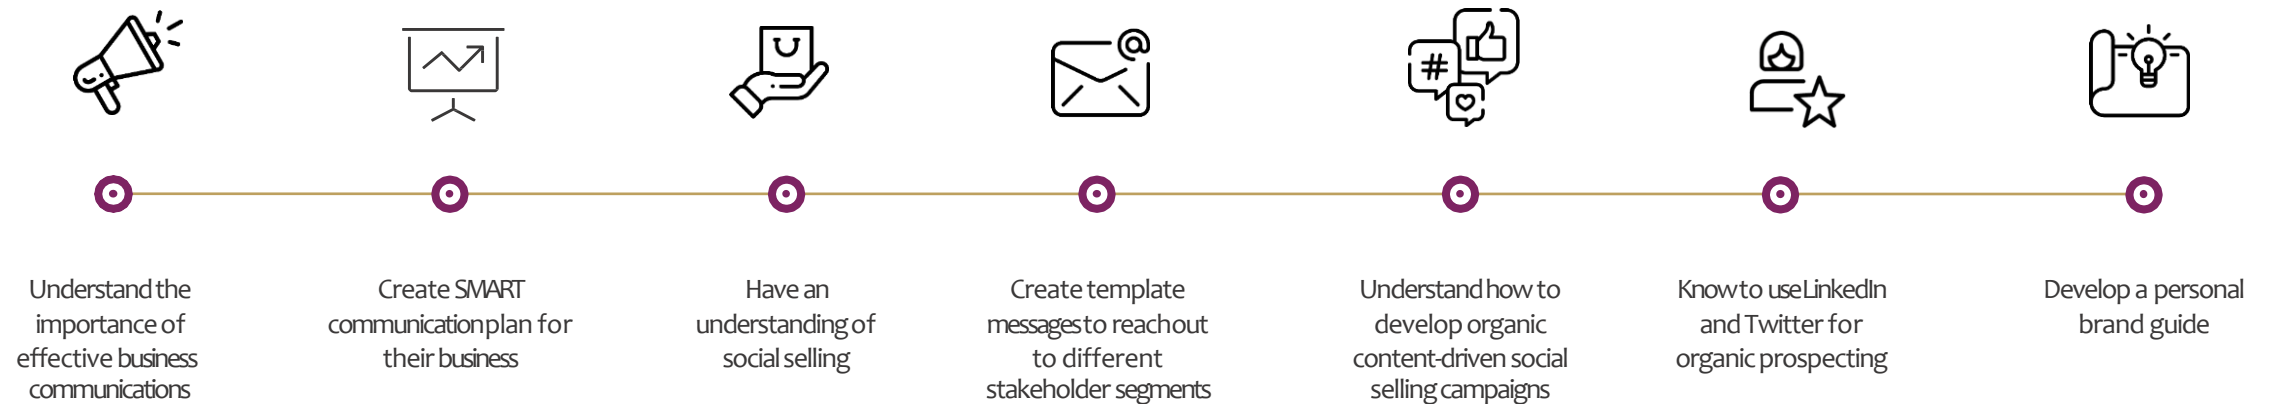 Understand the
importance of
effective business
communications
Create SMART
communication plan for
their business
Have an
understanding of
social selling
Create template
messages to reach out
to different
stakeholder segments
Understand how to
develop organic
content-driven social
selling campaigns
Know to use LinkedIn
and Twitter for
organic prospecting
Develop a personal
brand guide